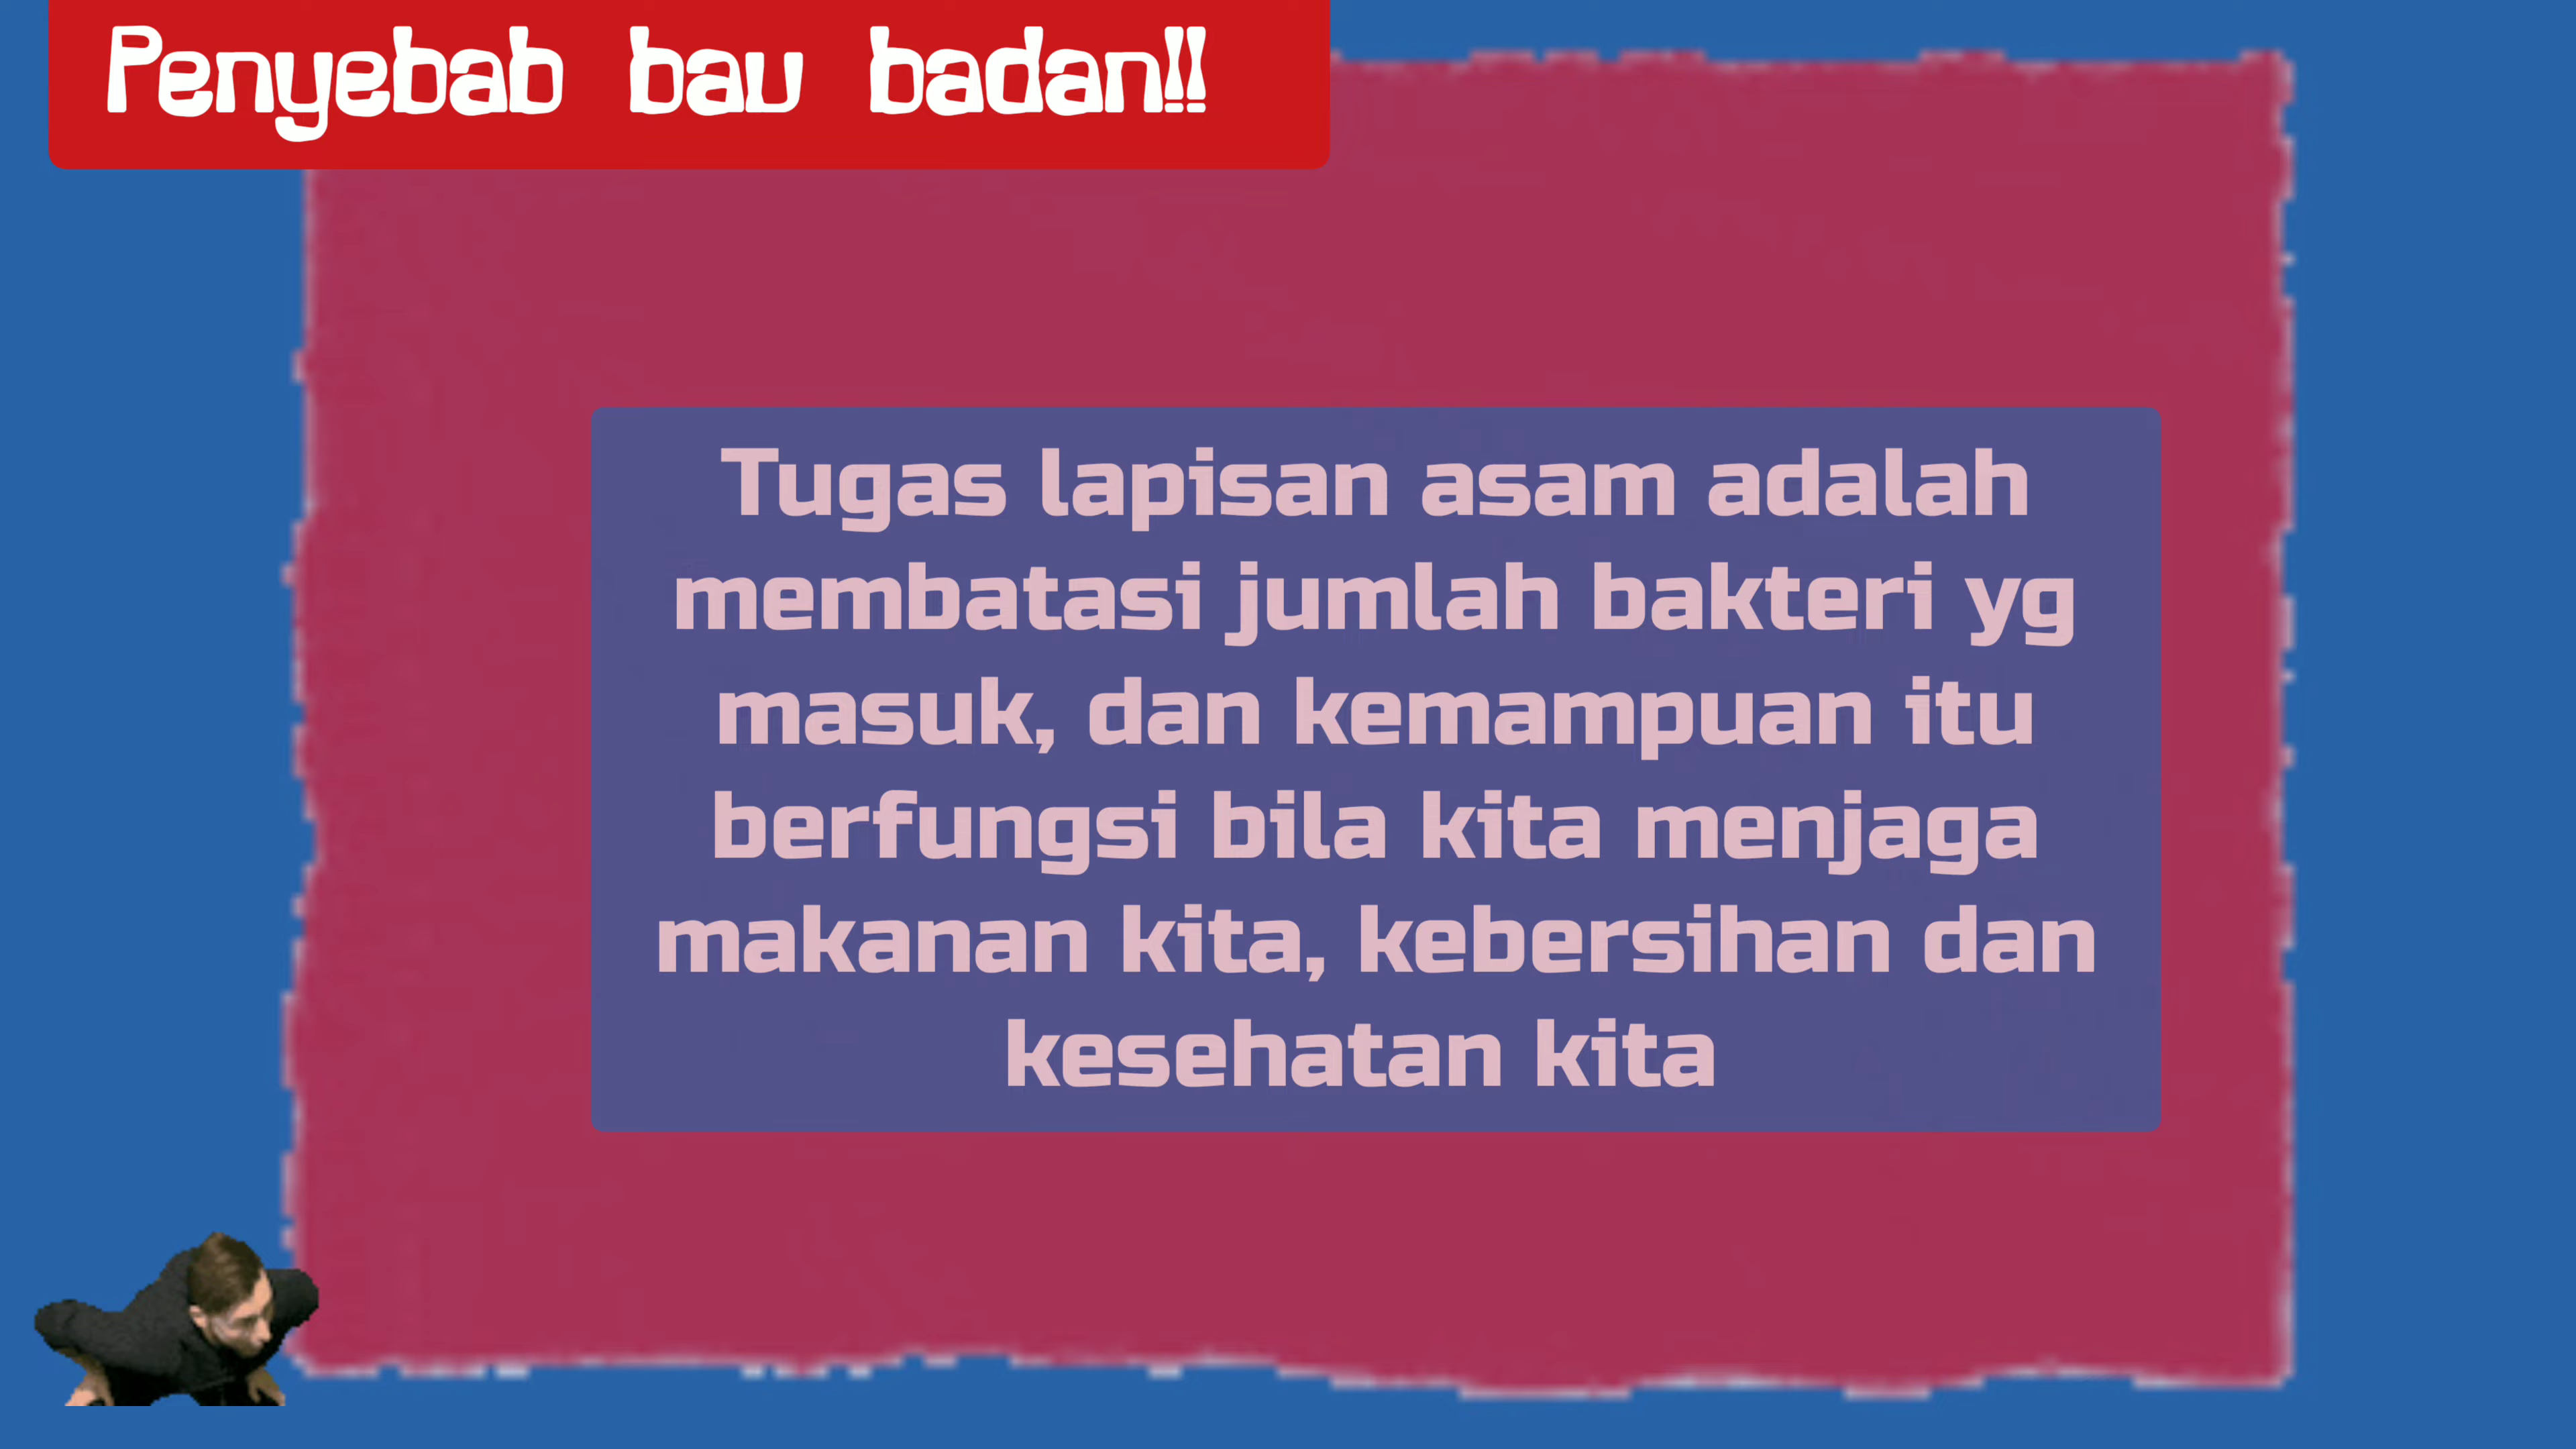 Penyebab bau badan!!
Tugas lapisan asam adalah
membatasi jumlah bakteri yg
masuk, dan kemampuan itu
berfungsi bila kita menjaga
makanan kita, kebersihan dan
kesehatan kita